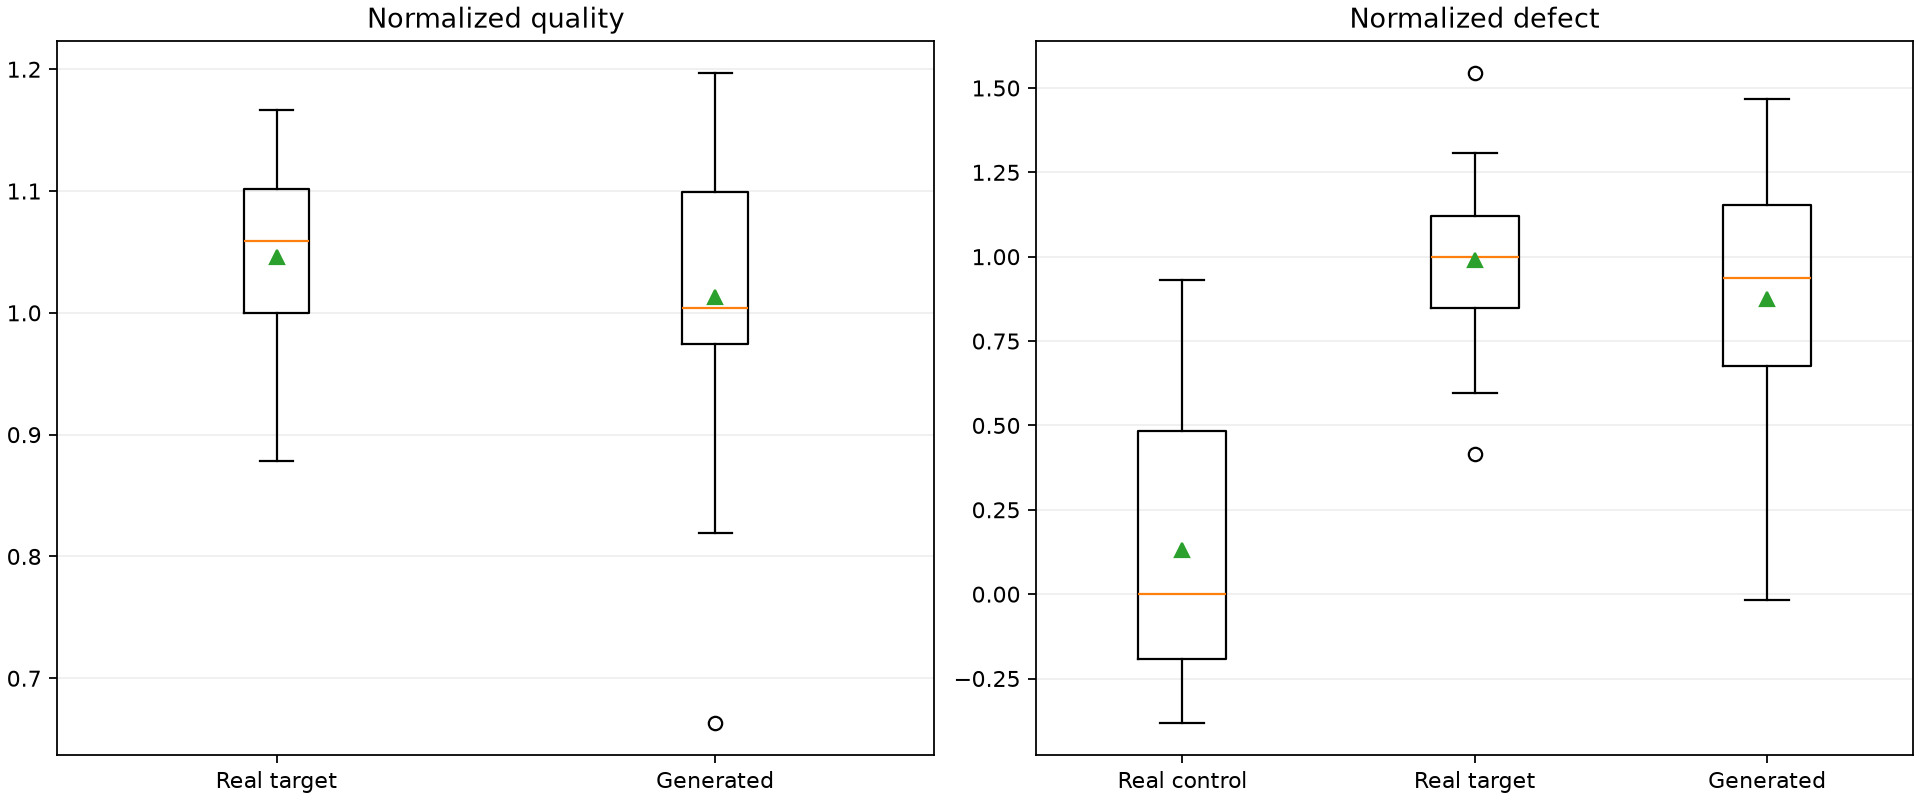 Normalized quality
1.2
1.1
1.0
0.9
0.8
0.7
Real target
Generated
Normalized defect
1.50
1.25
1.00
0.75
0.50
0.25
0.00
−0.25
Real control
Real target
Generated